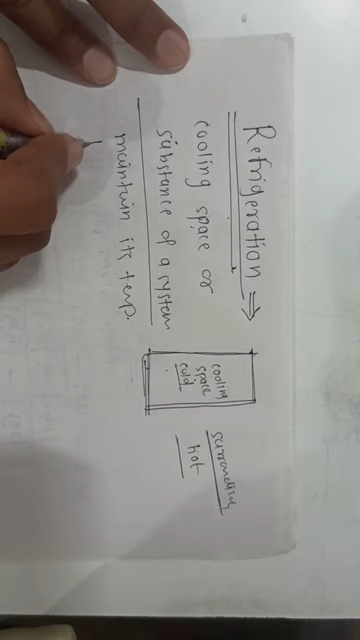 Refrigeration ⇒
cooling space or
substance of a system
maintain its temp.
cooling
space
cold
surrounding
hot